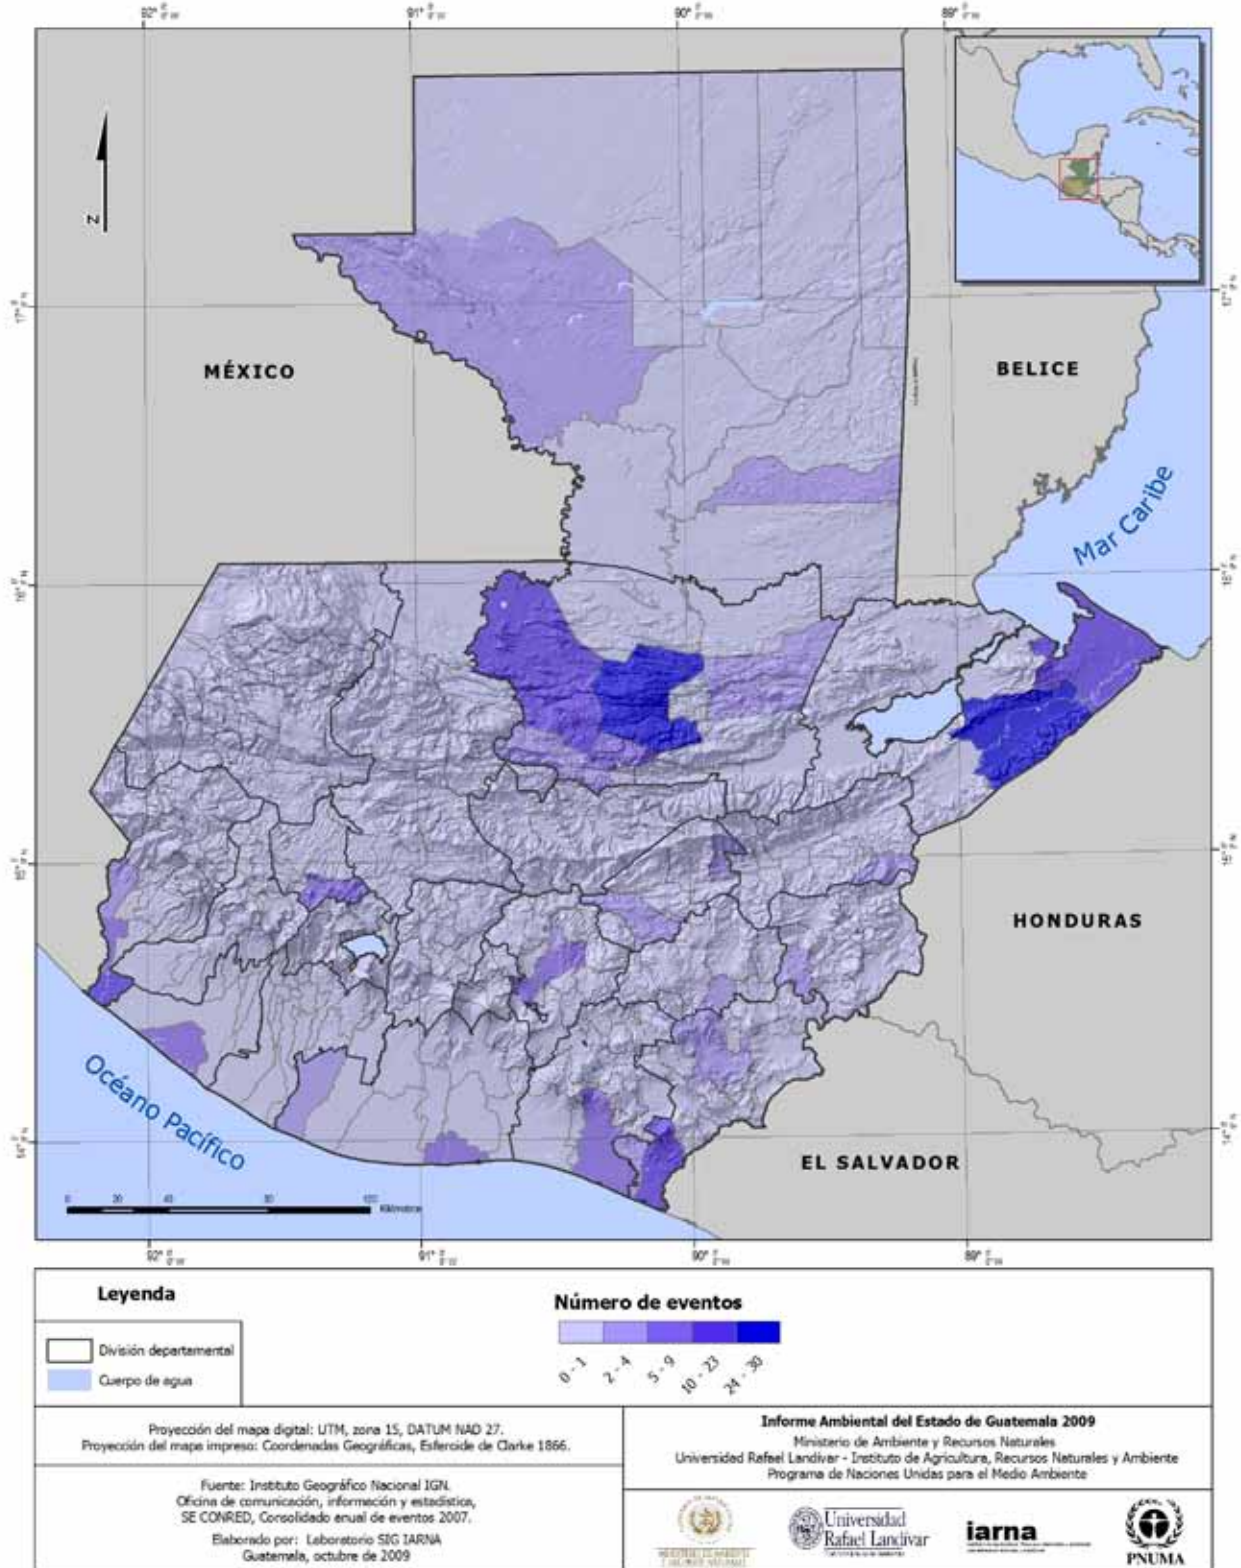 MÉXICO
BELICE
Mar Caribe
HONDURAS
Océano Pacífico
EL SALVADOR
0 20 40 80 120
Kilómetros
Leyenda
División departamental
Cuerpo de agua
Número de eventos
0 - 1
2 - 4
5 - 9
10 - 23
24 - 30
Proyección del mapa digital: UTM, zona 15, DATUM NAD 27.
Proyección del mapa impreso: Coordenadas Geográficas, Esferoide de Clarke 1866.
Fuente: Instituto Geográfico Nacional IGN.
Oficina de comunicación, información y estadística,
SE CONRED, Consolidado anual de eventos 2007.
Elaborado por: Laboratorio SIG IARNA
Guatemala, octubre de 2009
Informe Ambiental del Estado de Guatemala 2009
Ministerio de Ambiente y Recursos Naturales
Universidad Rafael Landívar - Instituto de Agricultura, Recursos Naturales y Ambiente
Programa de Naciones Unidas para el Medio Ambiente
Universidad
Rafael Landívar
iarna
PNUMA